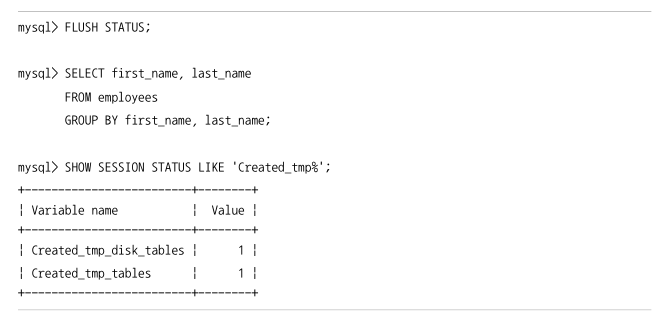 mysql> FLUSH STATUS;
mysql> SELECT first_name, last_name
FROM employees
GROUP BY first_name, last_name;
mysql> SHOW SESSION STATUS LIKE 'Created_tmp%';
+-------------------------+--------+
| Variable name | Value |
+-------------------------+--------+
| Created_tmp_disk_tables | 1 |
| Created_tmp_tables | 1 |
+-------------------------+--------+